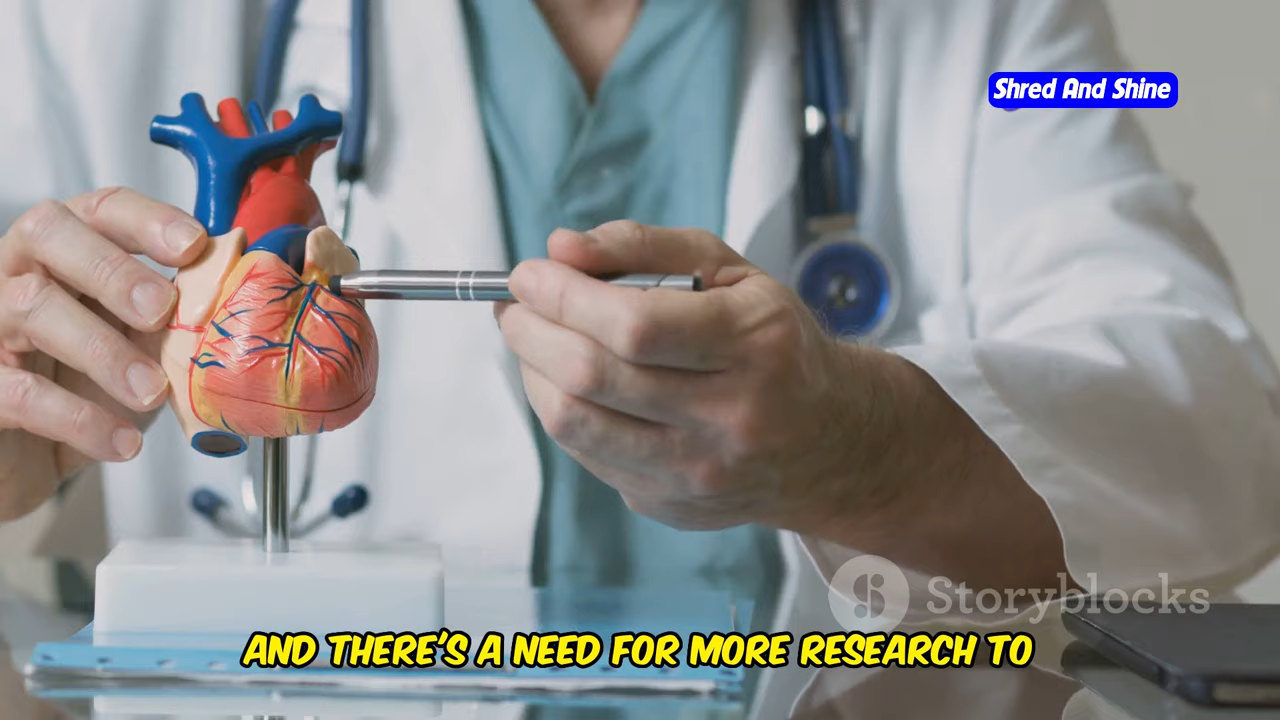 Shred And Shine
Storyblocks
AND THERE'S A NEED FOR MORE RESEARCH TO